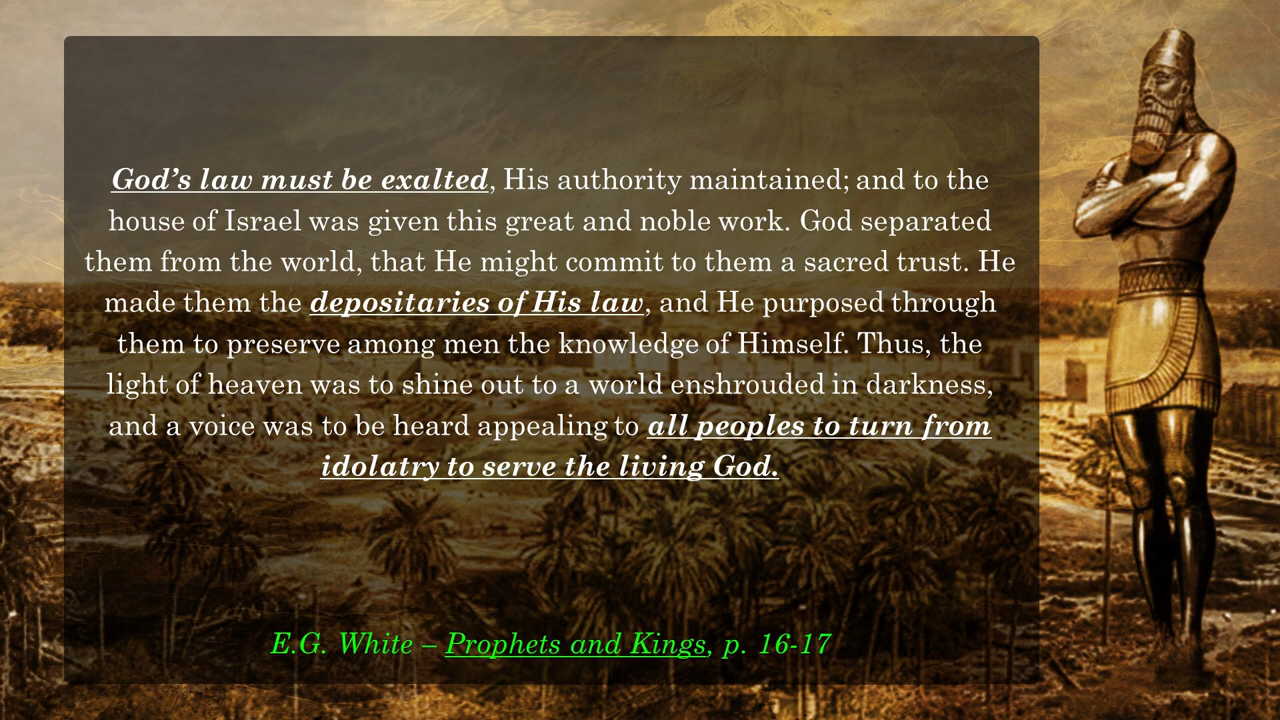 God’s law must be exalted, His authority maintained; and to the
house of Israel was given this great and noble work. God separated
them from the world, that He might commit to them a sacred trust. He
made them the depositaries of His law, and He purposed through
them to preserve among men the knowledge of Himself. Thus, the
light of heaven was to shine out to a world enshrouded in darkness,
and a voice was to be heard appealing to all peoples to turn from
idolatry to serve the living God.
E.G. White – Prophets and Kings, p. 16-17